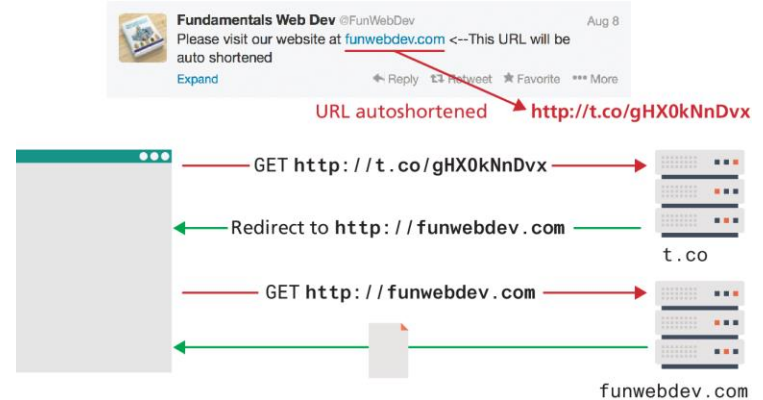 Fundamentals Web Dev @FunWebDev Aug 8
Please visit our website at funwebdev.com <--This URL will be
auto shortened
Expand Reply Retweet Favorite More
URL autoshortened http://t.co/gHX0kNnDvx
GET http://t.co/gHX0kNnDvx
Redirect to http://funwebdev.com
t.co
GET http://funwebdev.com
funwebdev.com